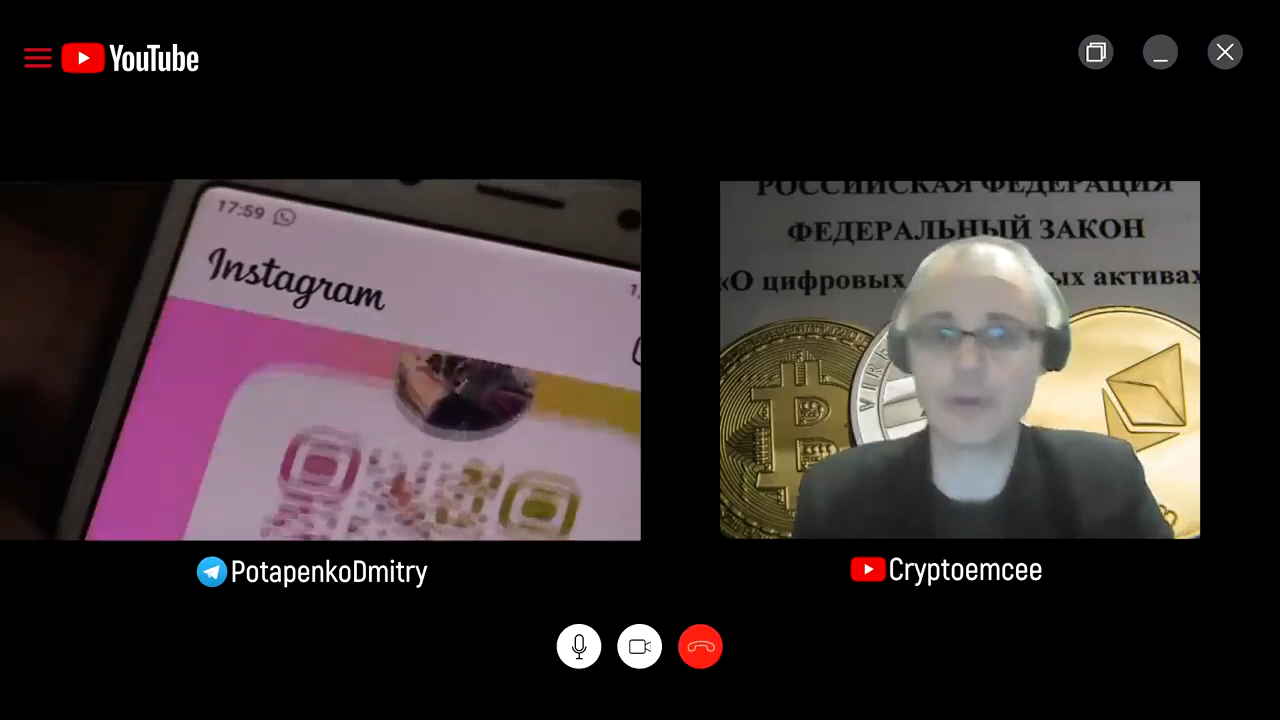 YouTube
17:59
Instagram
РОССИЙСКАЯ ФЕДЕРАЦИЯ
ФЕДЕРАЛЬНЫЙ ЗАКОН
«О цифровых ых активах
PotapenkoDmitry
Cryptoemcee